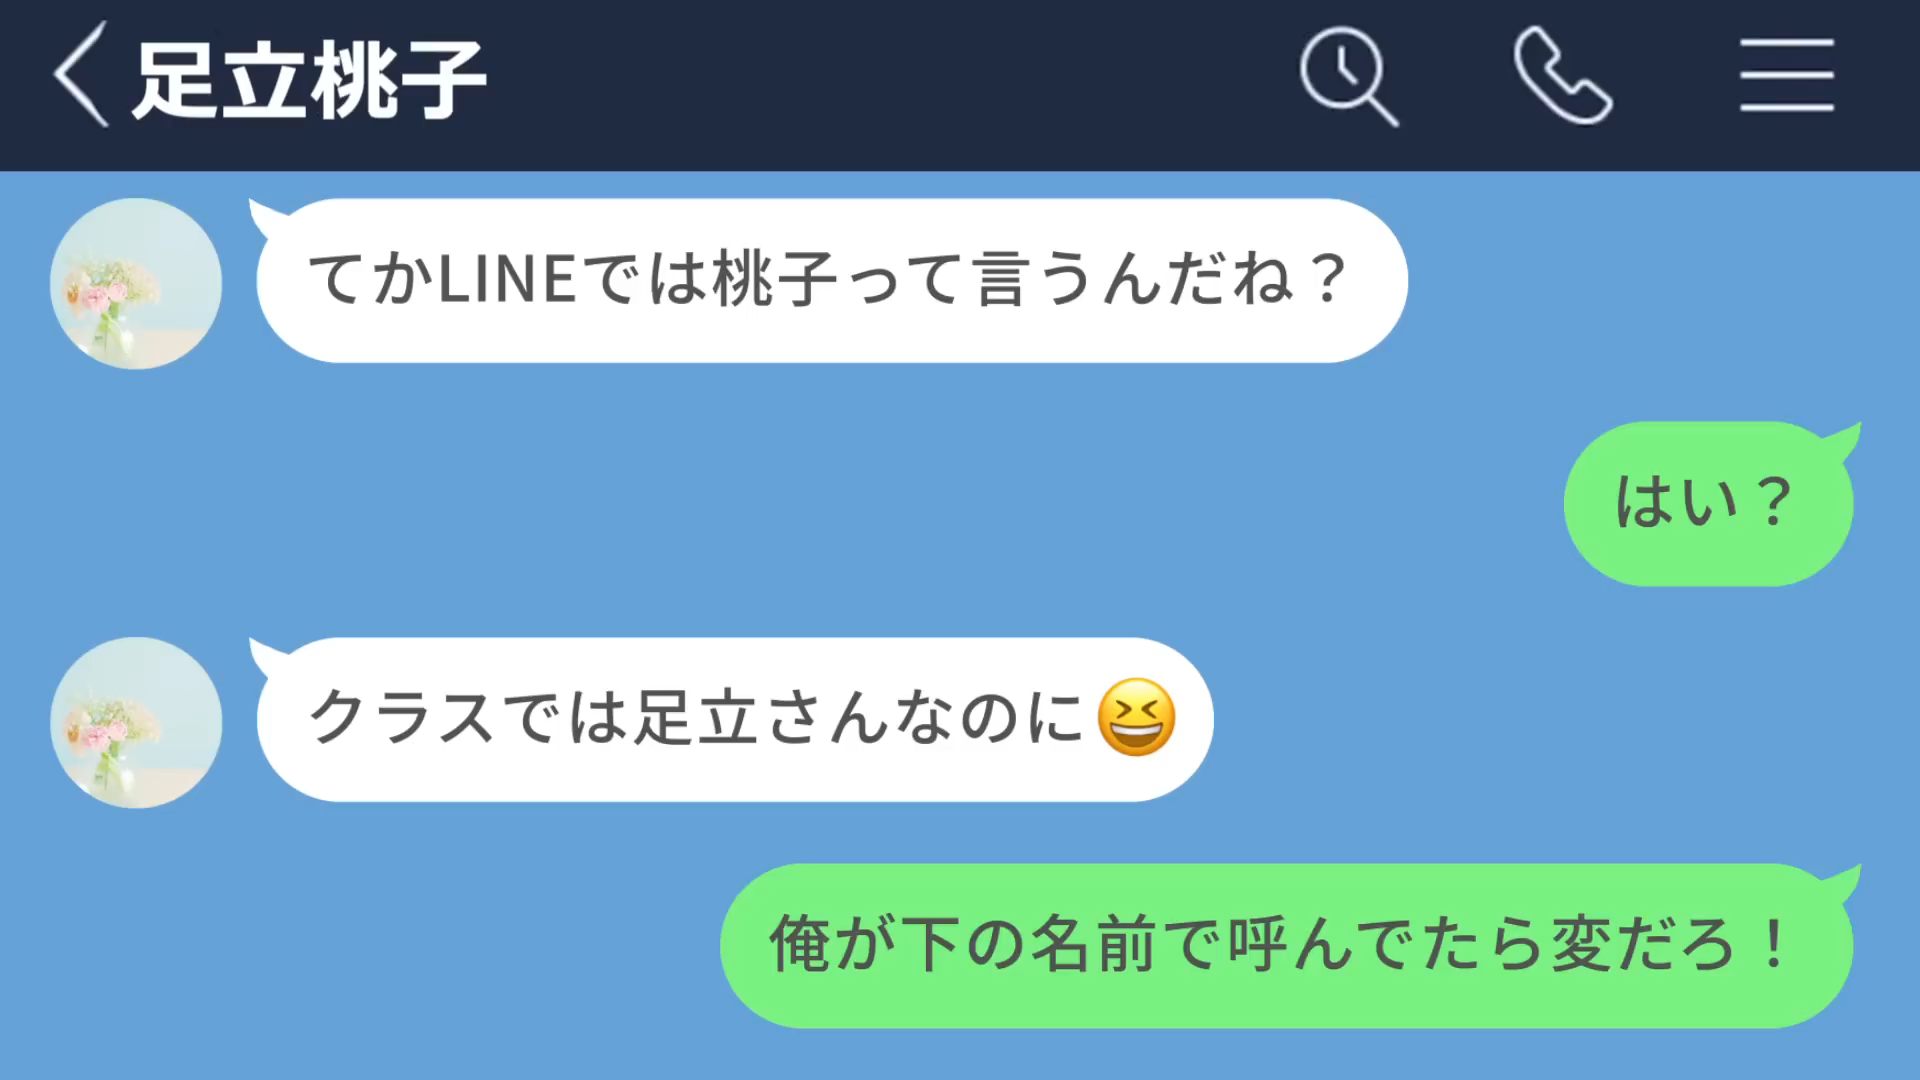 足立桃子
てかLINEでは桃子って言うんだね？
はい？
クラスでは足立さんなのに😆
俺が下の名前で呼んでたら変だろ！